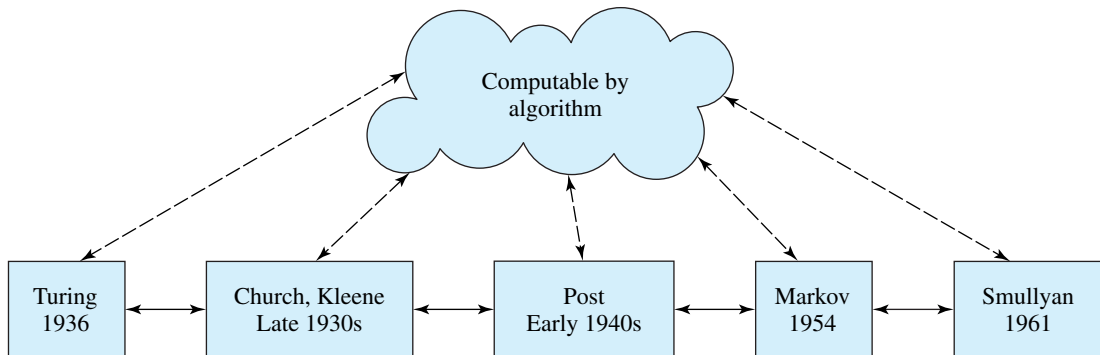 Computable by
algorithm
Turing
1936
Church, Kleene
Late 1930s
Post
Early 1940s
Markov
1954
Smullyan
1961